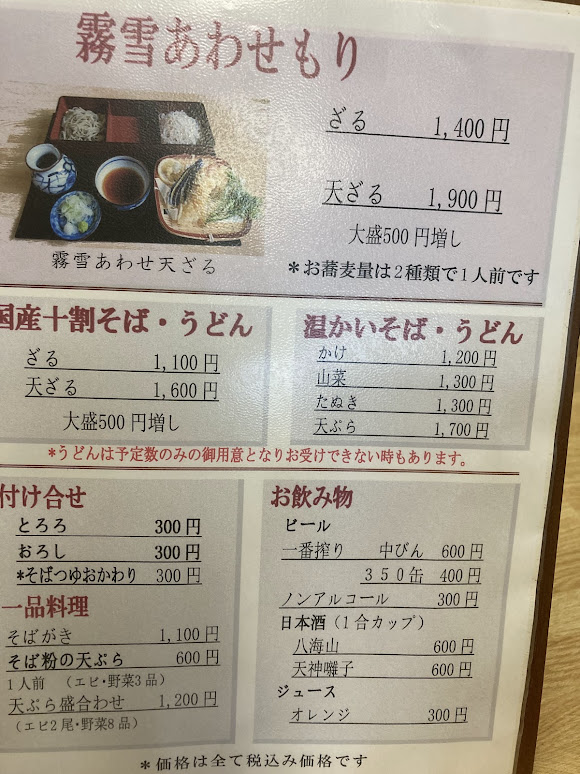 霧雪あわせもり
ざる 1,400円
天ざる 1,900円
大盛500円増し
霧雪あわせ天ざる
＊お蕎麦量は2種類で1人前です
国産十割そば・うどん
ざる 1,100円
天ざる 1,600円
大盛500円増し
温かいそば・うどん
かけ 1,200円
山菜 1,300円
たぬき 1,300円
天ぷら 1,700円
*うどんは予定数のみの御用意となりお受けできない時もあります。
付け合せ
とろろ 300円
おろし 300円
*そばつゆおかわり 300円
一品料理
そばがき 1,100円
そば粉の天ぷら 600円
1人前 （エビ・野菜3品）
天ぷら盛合わせ 1,200円
（エビ2尾・野菜8品）
お飲み物
ビール
一番搾り 中びん 600円
３５０缶 400円
ノンアルコール 300円
日本酒（1合カップ）
八海山 600円
天神囃子 600円
ジュース
オレンジ 300円
＊価格は全て税込み価格です